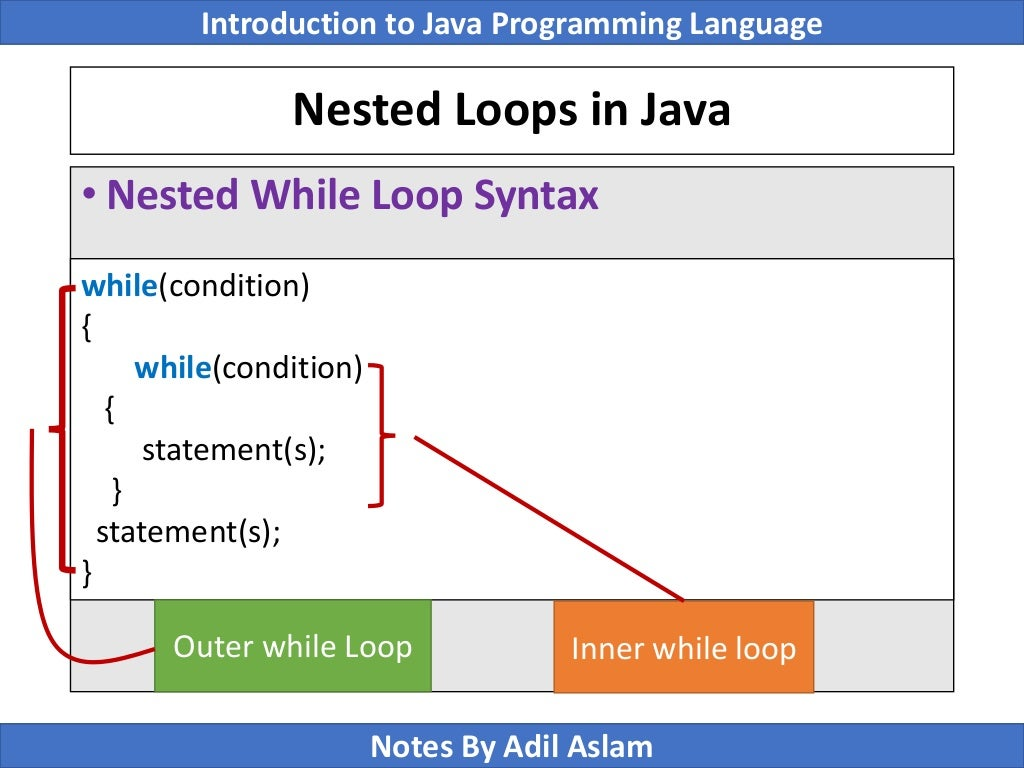 Introduction to Java Programming Language
Nested Loops in Java
• Nested While Loop Syntax
while(condition)
{
while(condition)
{
statement(s);
}
statement(s);
}
Outer while Loop
Inner while loop
Notes By Adil Aslam